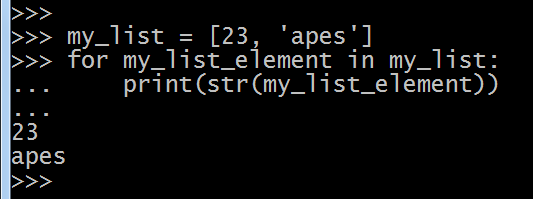 >>>
>>> my_list = [23, 'apes']
>>> for my_list_element in my_list:
...     print(str(my_list_element))
...
23
apes
>>>